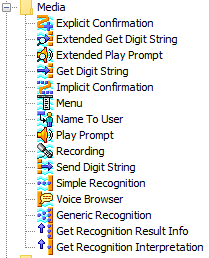 Media
Explicit Confirmation
Extended Get Digit String
Extended Play Prompt
Get Digit String
Implicit Confirmation
Menu
Name To User
Play Prompt
Recording
Send Digit String
Simple Recognition
Voice Browser
Generic Recognition
Get Recognition Result Info
Get Recognition Interpretation